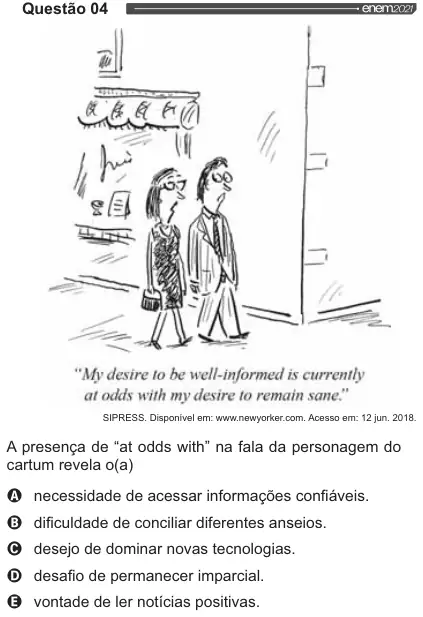 Questão 04
enem2021
“My desire to be well-informed is currently
at odds with my desire to remain sane.”
SIPRESS. Disponível em: www.newyorker.com. Acesso em: 12 jun. 2018.
A presença de “at odds with” na fala da personagem do
cartum revela o(a)
A necessidade de acessar informações confiáveis.
B dificuldade de conciliar diferentes anseios.
C desejo de dominar novas tecnologias.
D desafio de permanecer imparcial.
E vontade de ler notícias positivas.